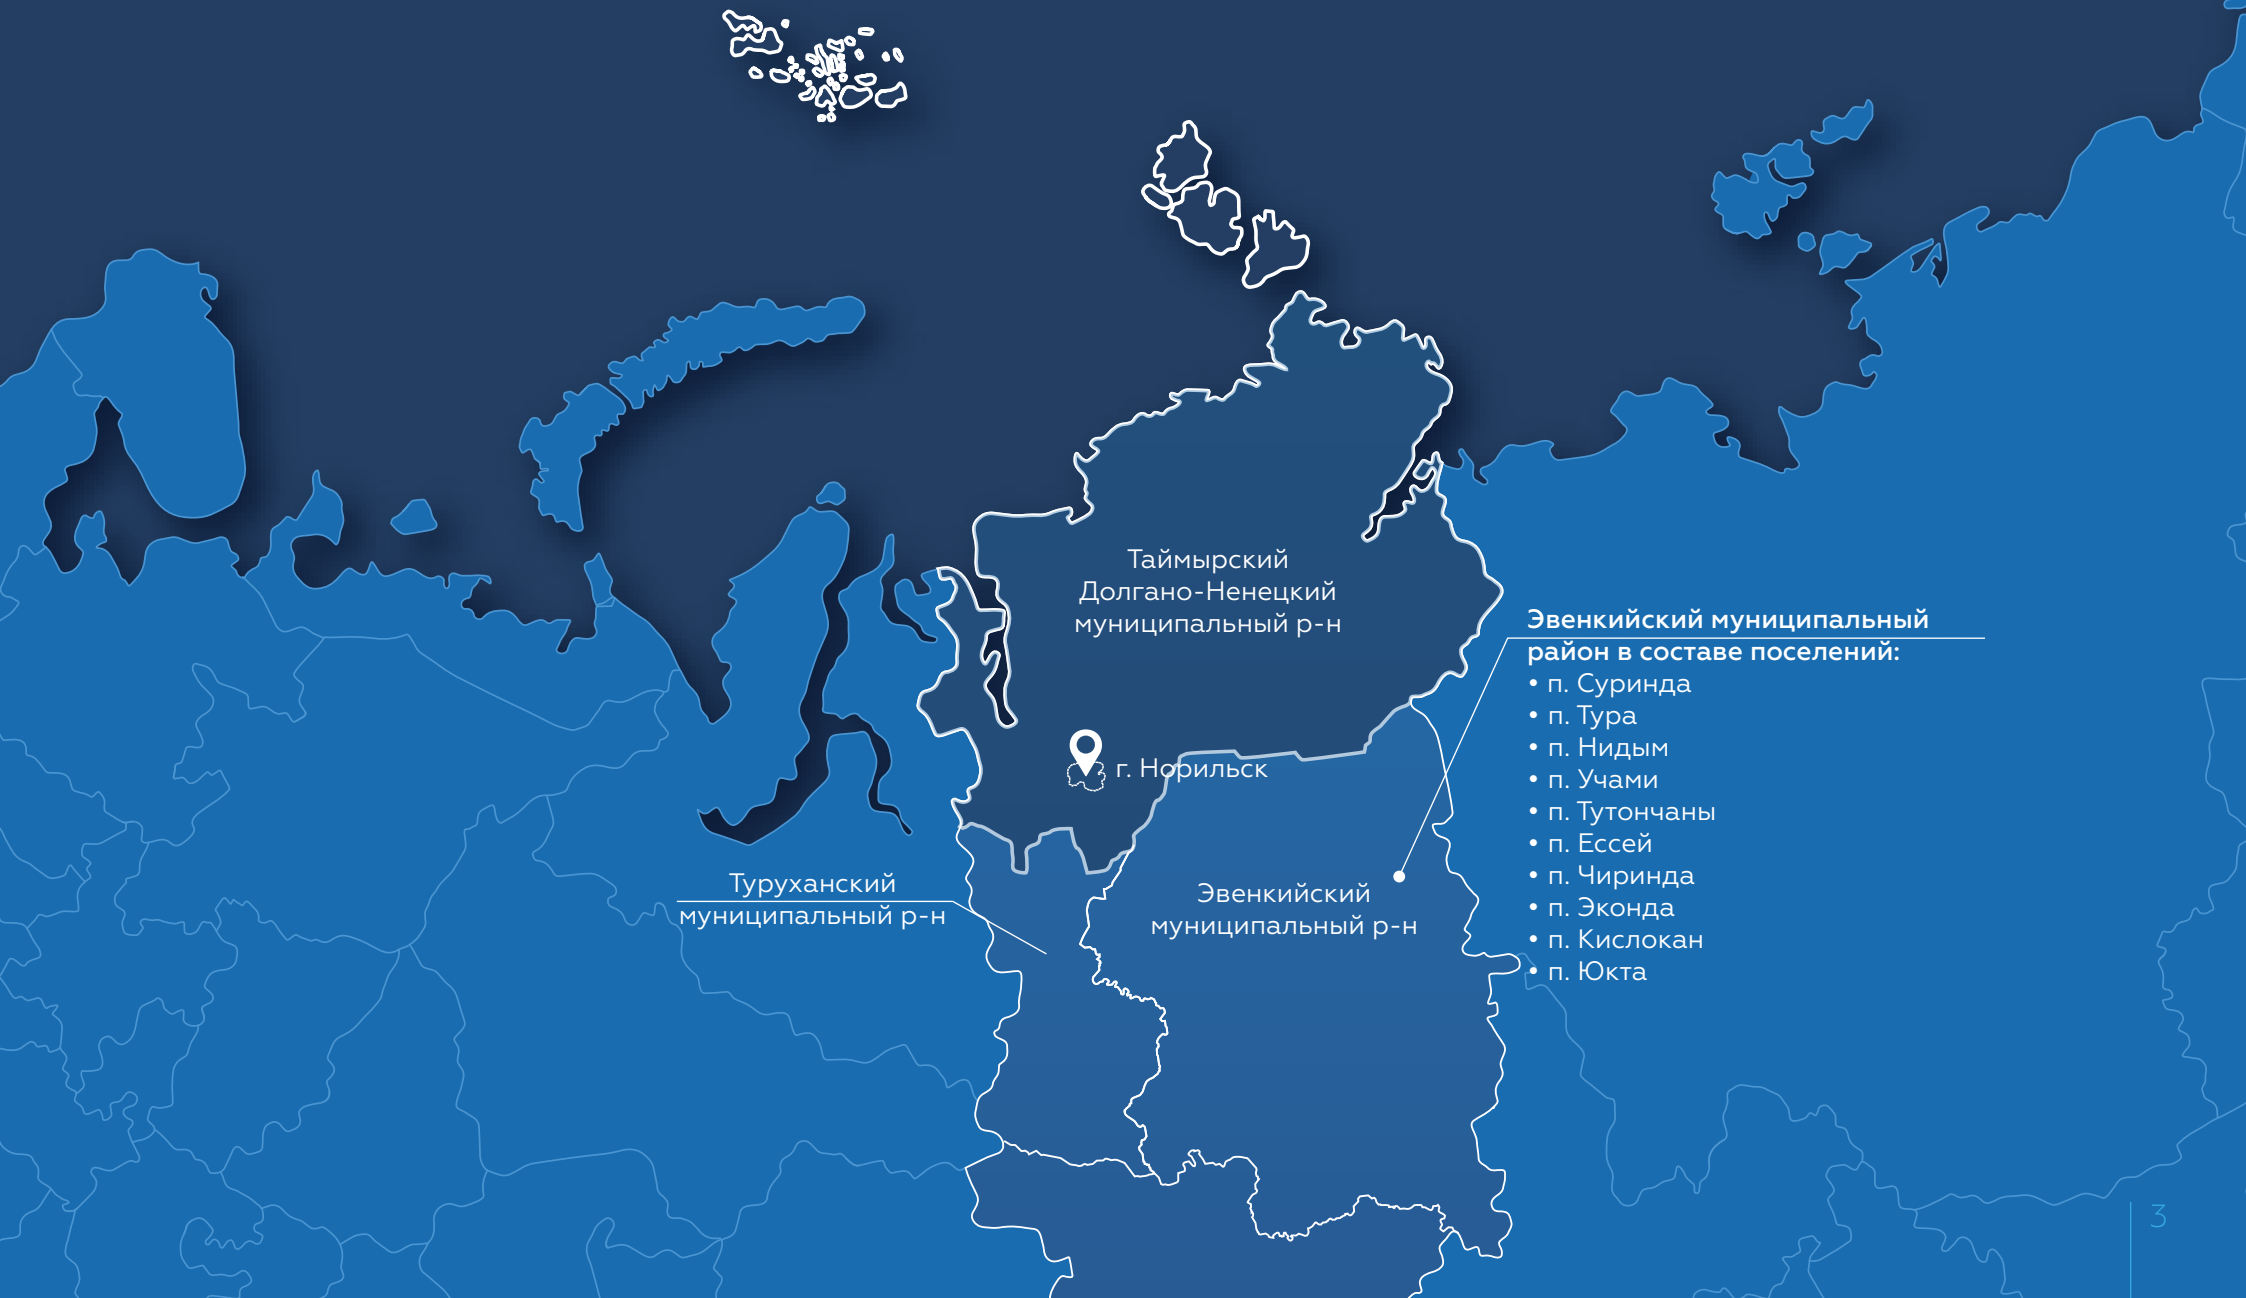 Таймырский
Долгано-Ненецкий
муниципальный р-н
г. Норильск
Туруханский
муниципальный р-н
Эвенкийский
муниципальный р-н
Эвенкийский муниципальный
район в составе поселений:
• п. Суринда
• п. Тура
• п. Нидым
• п. Учами
• п. Тутончаны
• п. Ессей
• п. Чиринда
• п. Эконда
• п. Кислокан
• п. Юкта
3